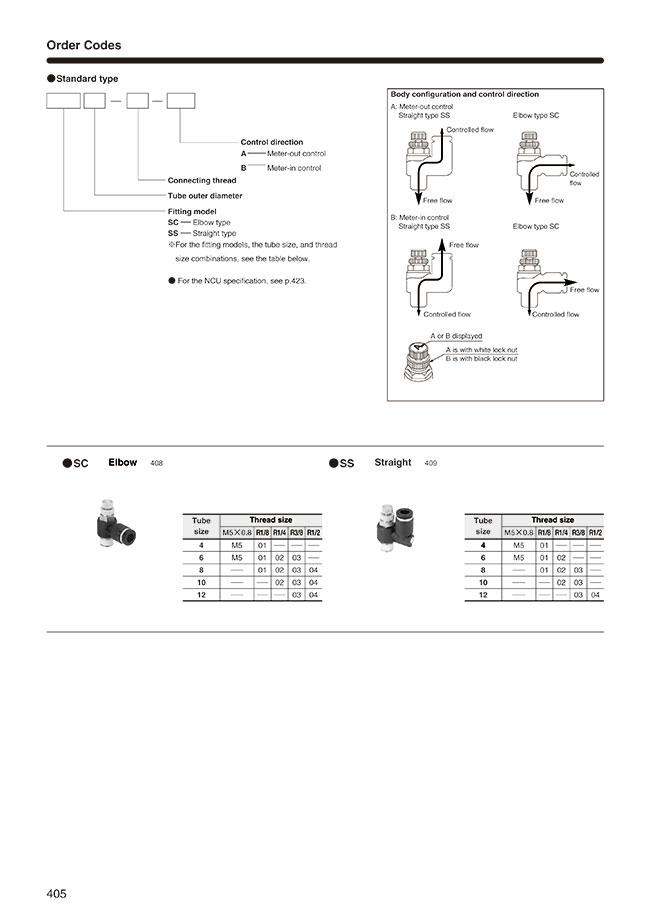 Order Codes
●Standard type
Control direction
A — Meter-out control
B — Meter-in control
Connecting thread
Tube outer diameter
Fitting model
SC — Elbow type
SS — Straight type
※For the fitting models, the tube size, and thread
size combinations, see the table below.
● For the NCU specification, see p.423.
Body configuration and control direction
A: Meter-out control
Straight type SS Elbow type SC
Controlled flow
Controlled
flow
Free flow Free flow
B: Meter-in control
Straight type SS Elbow type SC
Free flow
Free flow
Controlled flow Controlled flow
A or B displayed
A is with white lock nut
B is with black lock nut
A
●SC Elbow 408
Tube size Thread size
M5×0.8 R1/8 R1/4 R3/8 R1/2
4 M5 01 — — —
6 M5 01 02 03 —
8 — 01 02 03 04
10 — — 02 03 04
12 — — — 03 04
●SS Straight 409
Tube size Thread size
M5×0.8 R1/8 R1/4 R3/8 R1/2
4 M5 01 — — —
6 M5 01 02 — —
8 — 01 02 03 —
10 — — 02 03 —
12 — — — 03 04
405